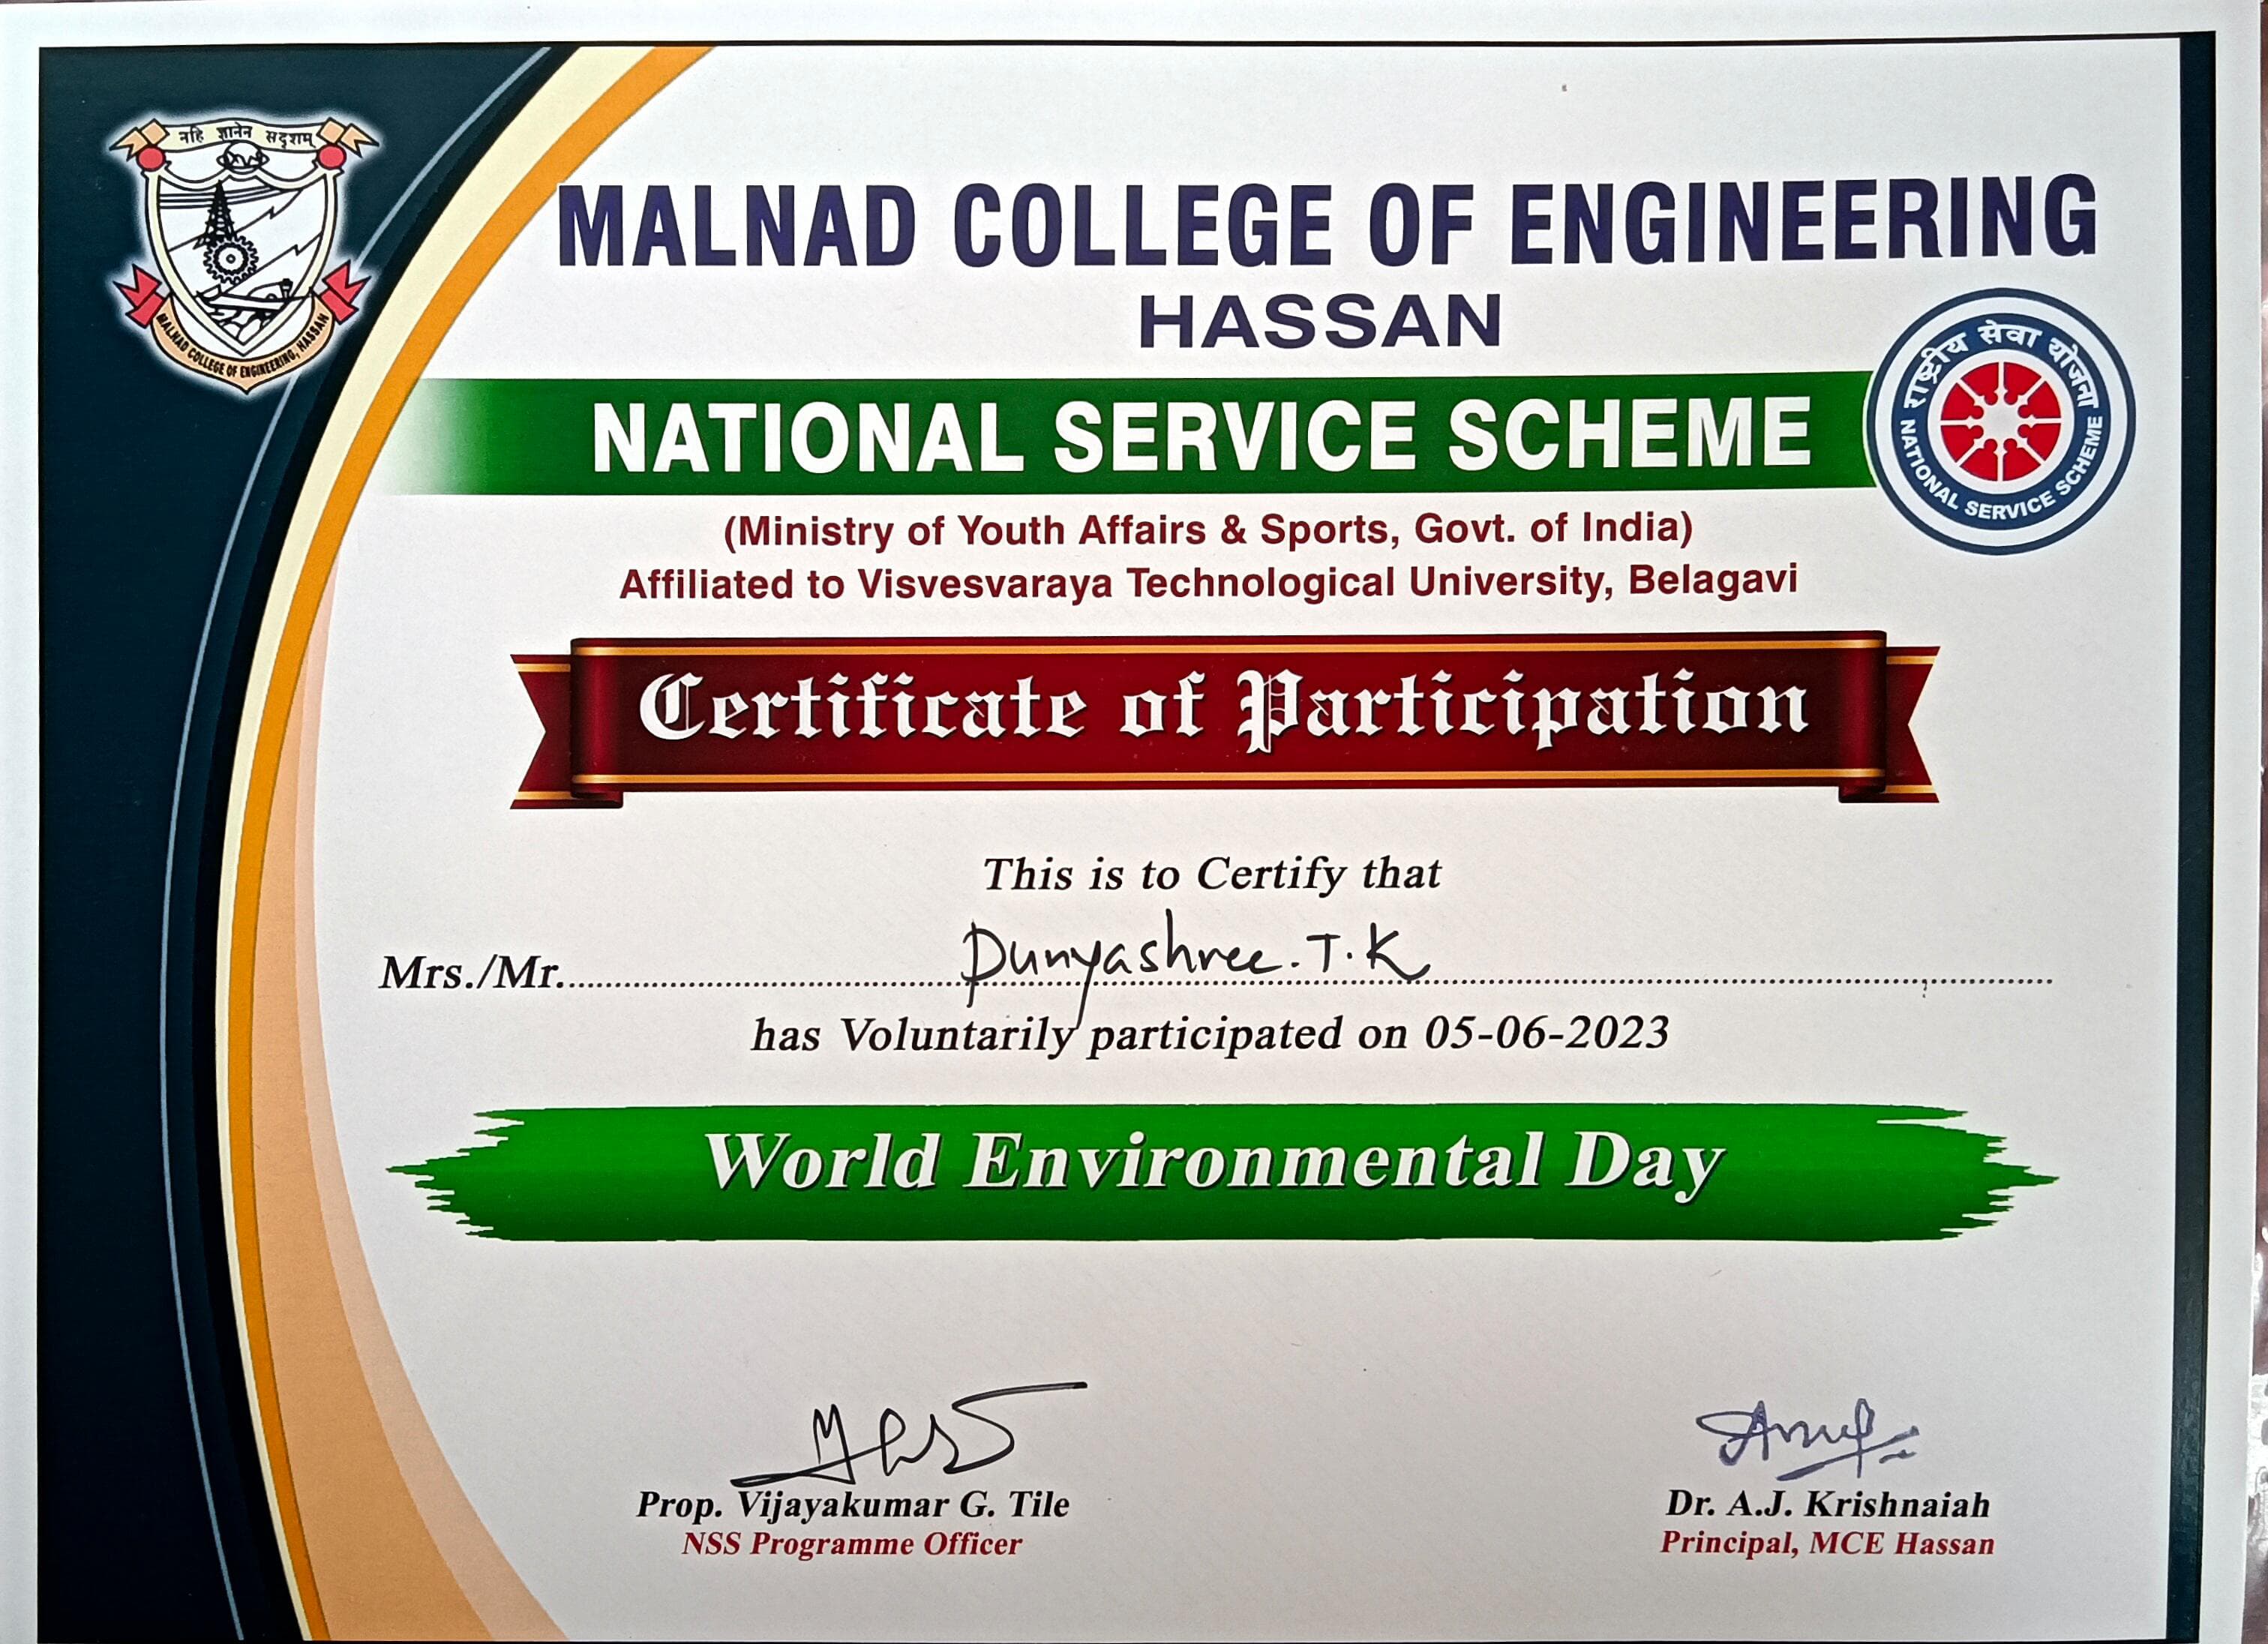 नहि ज्ञानेन सदृशम्
MALNAD COLLEGE OF ENGINEERING, HASSAN
MALNAD COLLEGE OF ENGINEERING
HASSAN
NATIONAL SERVICE SCHEME
राष्ट्रीय सेवा योजना
NATIONAL SERVICE SCHEME
(Ministry of Youth Affairs & Sports, Govt. of India)
Affiliated to Visvesvaraya Technological University, Belagavi
Certificate of Participation
This is to Certify that
Mrs./Mr. Punyashree.T.K
has Voluntarily participated on 05-06-2023
World Environmental Day
Prop. Vijayakumar G. Tile
NSS Programme Officer
Dr. A.J. Krishnaiah
Principal, MCE Hassan